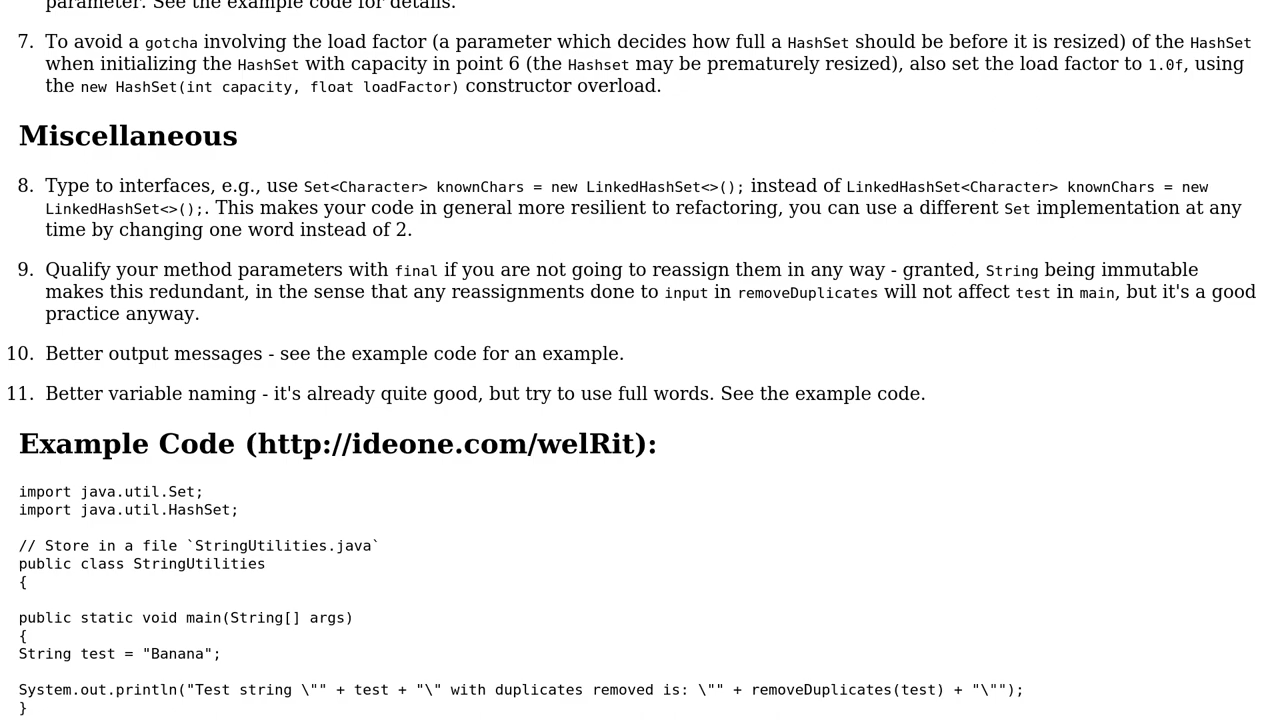 parameter. See the example code for details.
7. To avoid a gotcha involving the load factor (a parameter which decides how full a HashSet should be before it is resized) of the HashSet
when initializing the HashSet with capacity in point 6 (the Hashset may be prematurely resized), also set the load factor to 1.0f, using
the new HashSet(int capacity, float loadFactor) constructor overload.
Miscellaneous
8. Type to interfaces, e.g., use Set<Character> knownChars = new LinkedHashSet<>(); instead of LinkedHashSet<Character> knownChars = new
LinkedHashSet<>();. This makes your code in general more resilient to refactoring, you can use a different Set implementation at any
time by changing one word instead of 2.
9. Qualify your method parameters with final if you are not going to reassign them in any way - granted, String being immutable
makes this redundant, in the sense that any reassignments done to input in removeDuplicates will not affect test in main, but it's a good
practice anyway.
10. Better output messages - see the example code for an example.
11. Better variable naming - it's already quite good, but try to use full words. See the example code.
Example Code (http://ideone.com/welRit):
import java.util.Set;
import java.util.HashSet;
// Store in a file `StringUtilities.java`
public class StringUtilities
{
public static void main(String[] args)
{
String test = "Banana";
System.out.println("Test string \"" + test + "\" with duplicates removed is: \"" + removeDuplicates(test) + "\"");
}